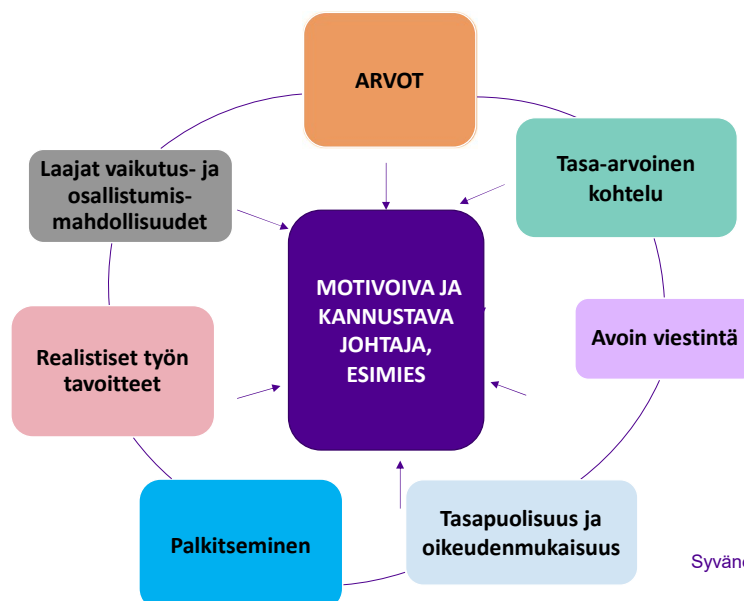 ARVOT
Tasa-arvoinen
kohtelu
Avoin viestintä
Tasapuolisuus ja
oikeudenmukaisuus
Palkitseminen
Realistiset työn
tavoitteet
Laajat vaikutus- ja
osallistumis-
mahdollisuudet
MOTIVOIVA JA
KANNUSTAVA
JOHTAJA,
ESIMIES